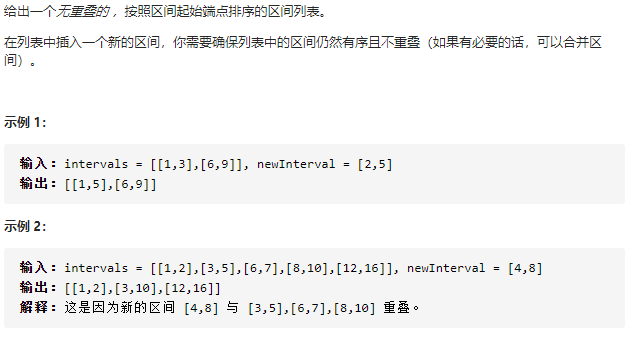 给出一个无重叠的 ，按照区间起始端点排序的区间列表。
在列表中插入一个新的区间，你需要确保列表中的区间仍然有序且不重叠（如果有必要的话，可以合并区
间）。
示例 1：
输入：intervals = [[1,3],[6,9]], newInterval = [2,5]
输出：[[1,5],[6,9]]
示例 2：
输入：intervals = [[1,2],[3,5],[6,7],[8,10],[12,16]], newInterval = [4,8]
输出：[[1,2],[3,10],[12,16]]
解释：这是因为新的区间 [4,8] 与 [3,5],[6,7],[8,10] 重叠。